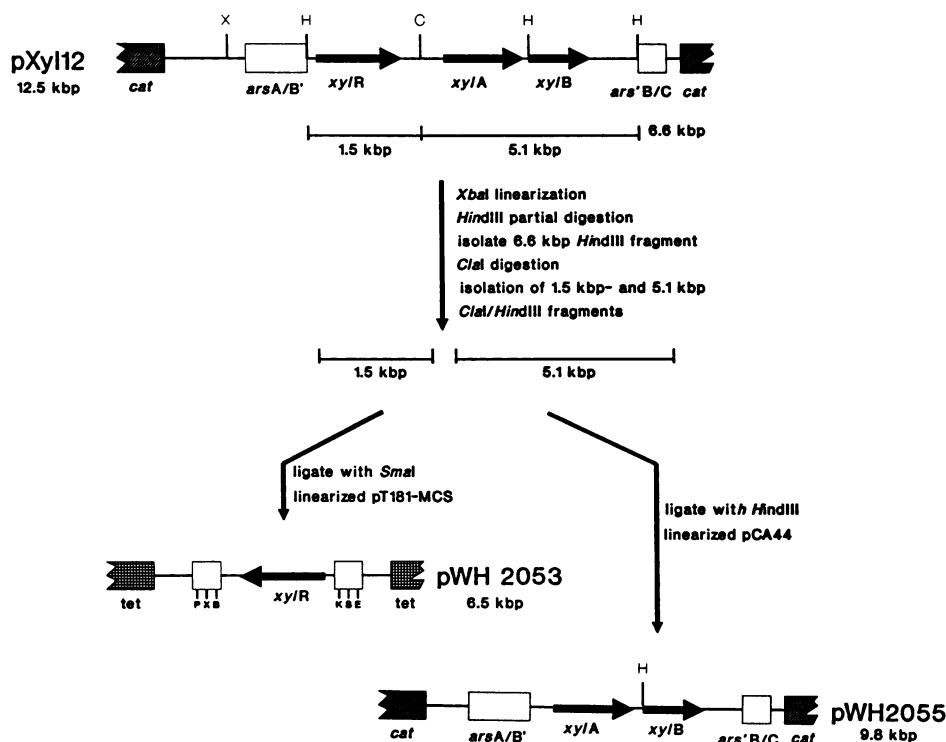 X H C H H
pXyl12
12.5 kbp
cat arsA/B' xylR xylA xylB ars'B/C cat
1.5 kbp 5.1 kbp 6.6 kbp
XbaI linearization
HindIII partial digestion
isolate 6.6 kbp HindIII fragment
ClaI digestion
isolation of 1.5 kbp- and 5.1 kbp
ClaI/HindIII fragments
1.5 kbp 5.1 kbp
ligate with SmaI
linearized pT181-MCS
ligate with HindIII
linearized pCA44
tet P X B xylR K S E tet
pWH 2053
6.5 kbp
H
cat arsA/B' xylA xylB ars'B/C cat
pWH2055
9.8 kbp